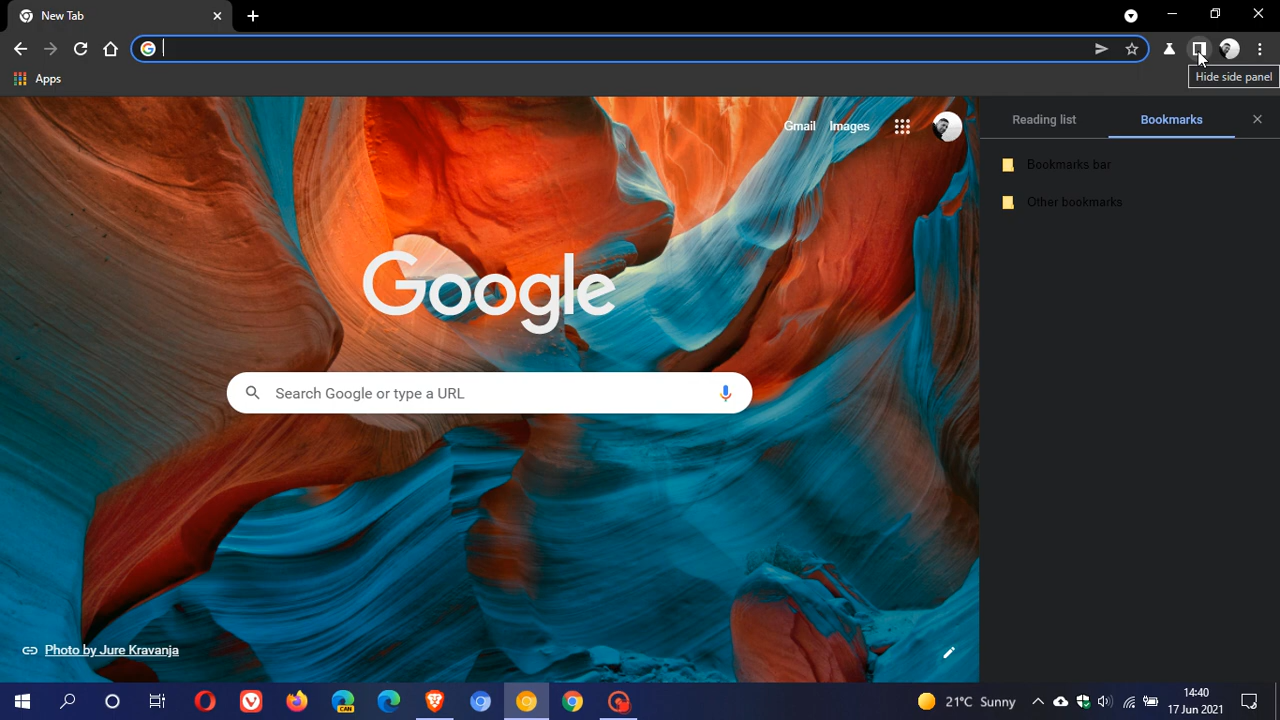 New Tab
Hide side panel
Apps
Gmail Images
Reading list Bookmarks
Bookmarks bar
Other bookmarks
Google
Search Google or type a URL
Photo by Jure Kravanja
CAN
21°C Sunny
14:40
17 Jun 2021